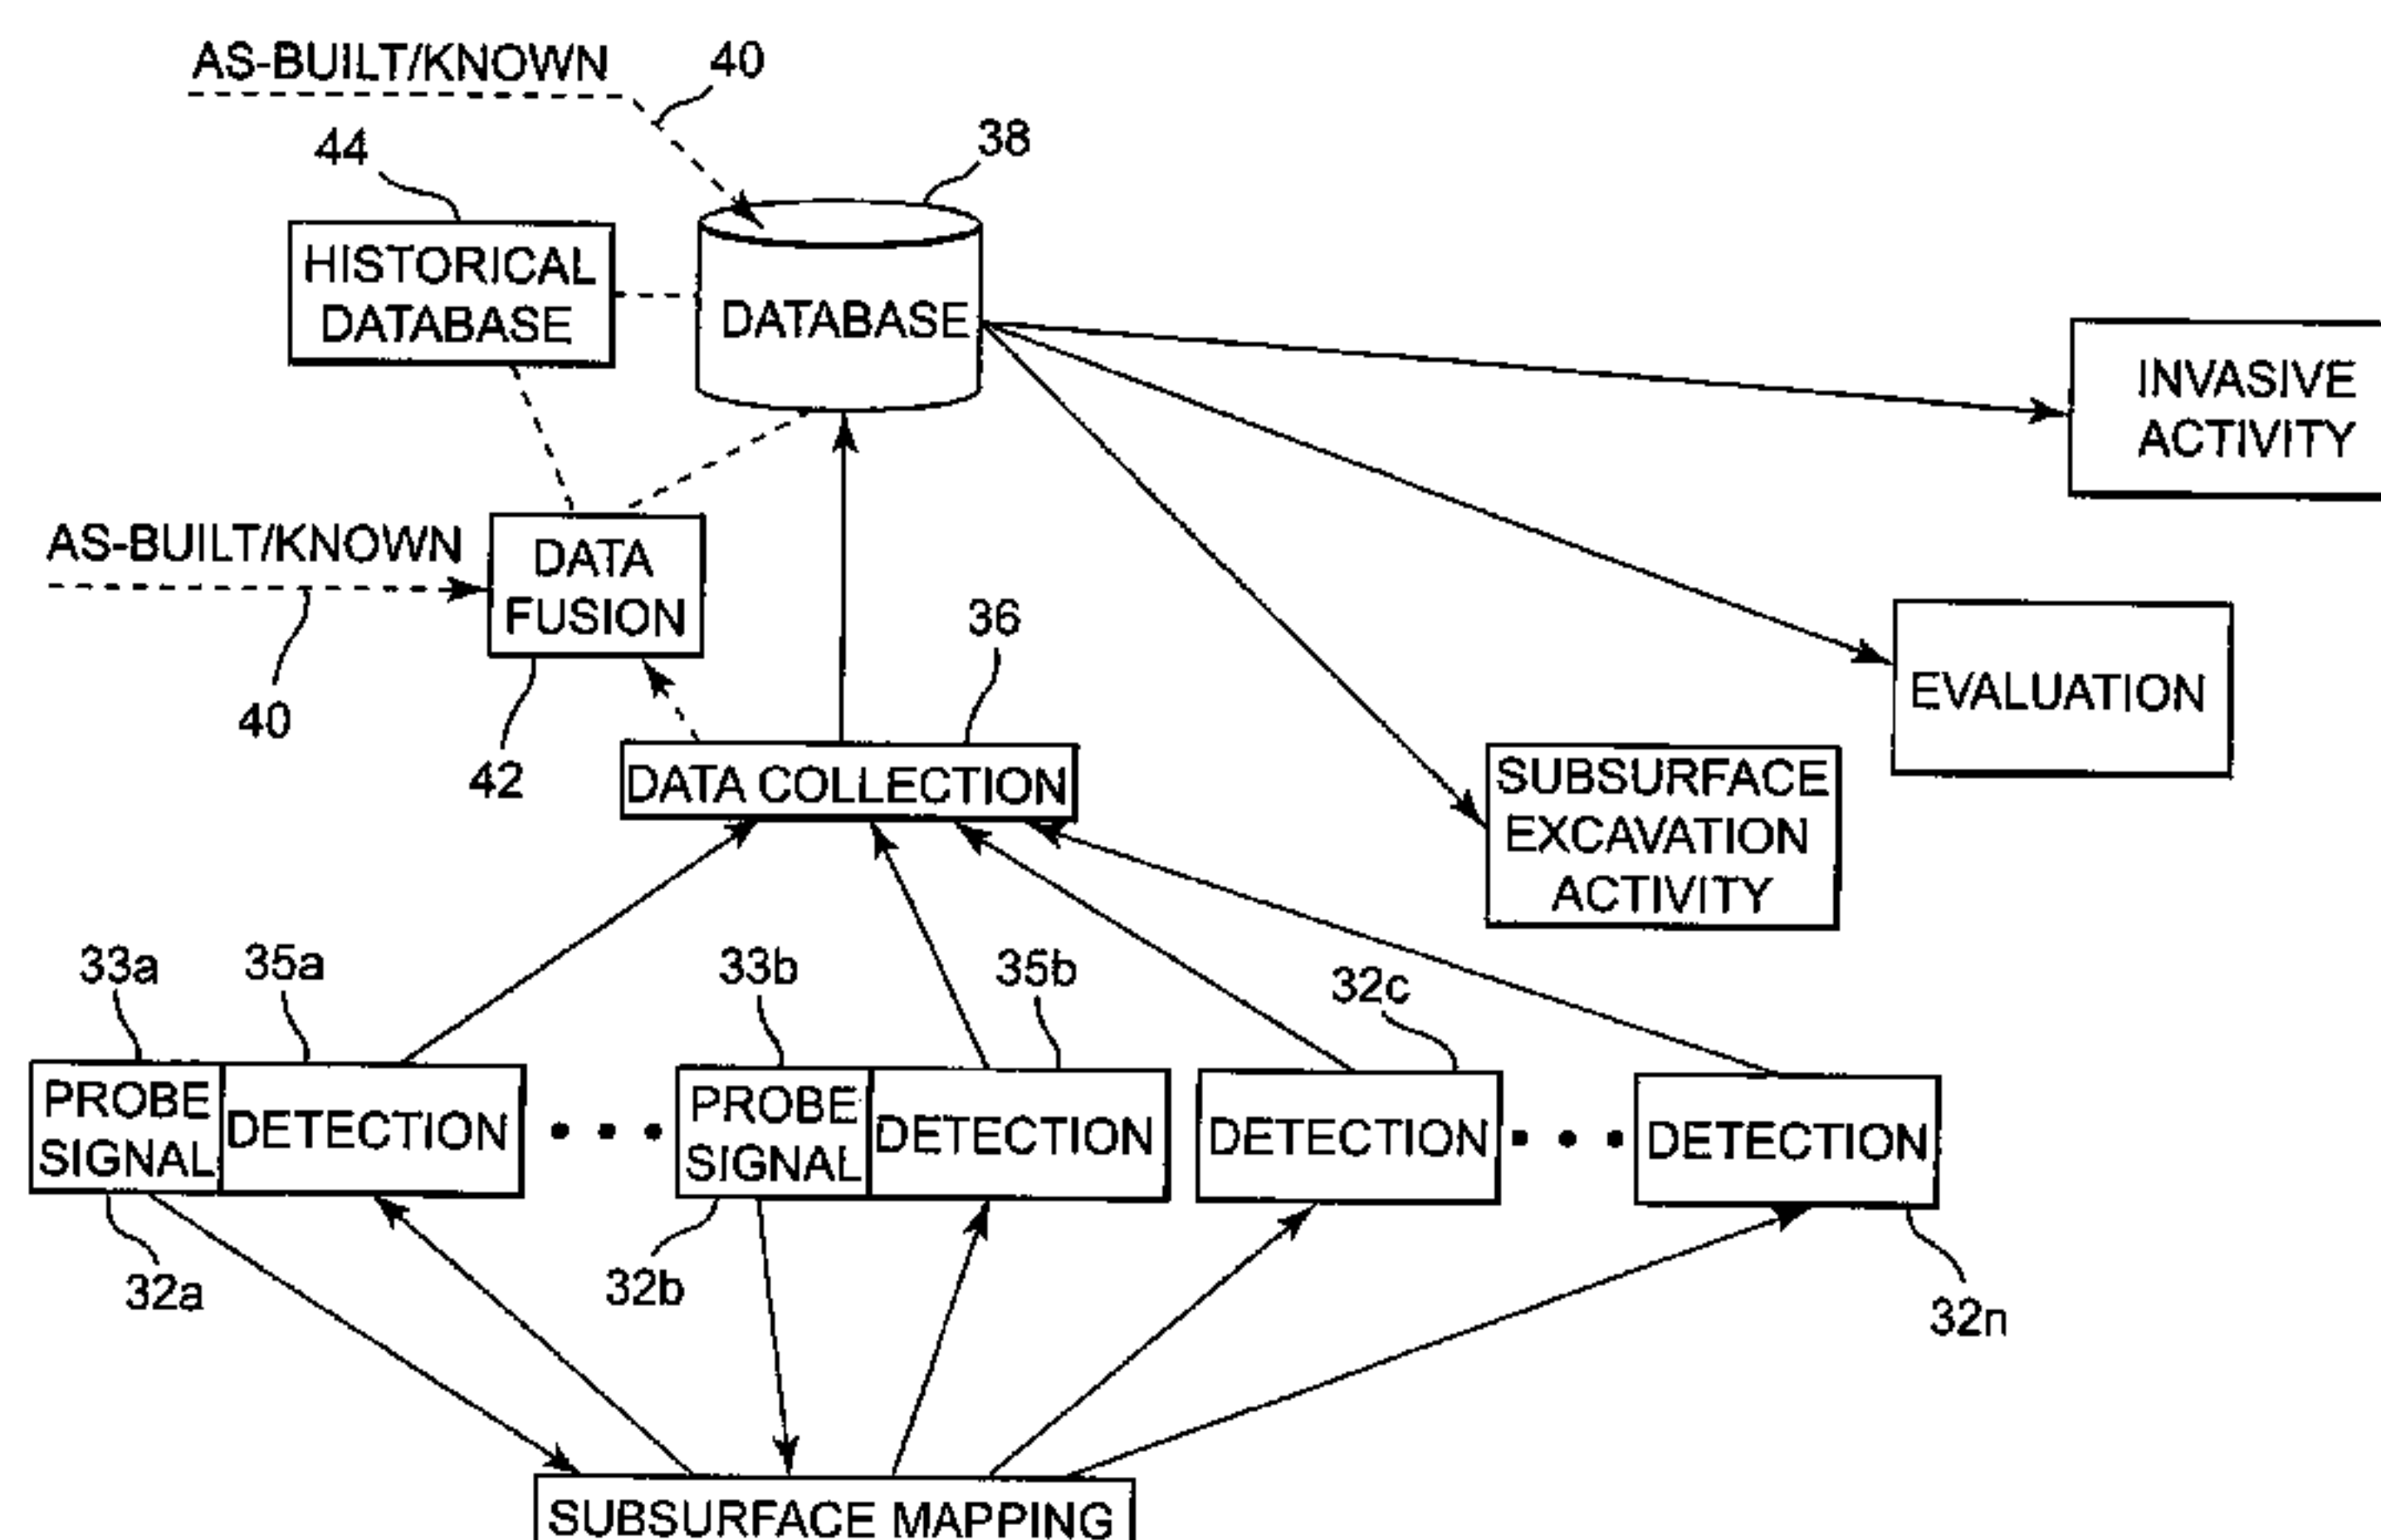 AS-BUILT/KNOWN
40
38
44
HISTORICAL
DATABASE
DATABASE
INVASIVE
ACTIVITY
AS-BUILT/KNOWN
40
DATA
FUSION
42
36
EVALUATION
DATA COLLECTION
SUBSURFACE
EXCAVATION
ACTIVITY
33a
35a
33b
35b
32c
PROBE
SIGNAL
DETECTION
PROBE
SIGNAL
DETECTION
DETECTION
DETECTION
32a
32b
32n
SUBSURFACE MAPPING